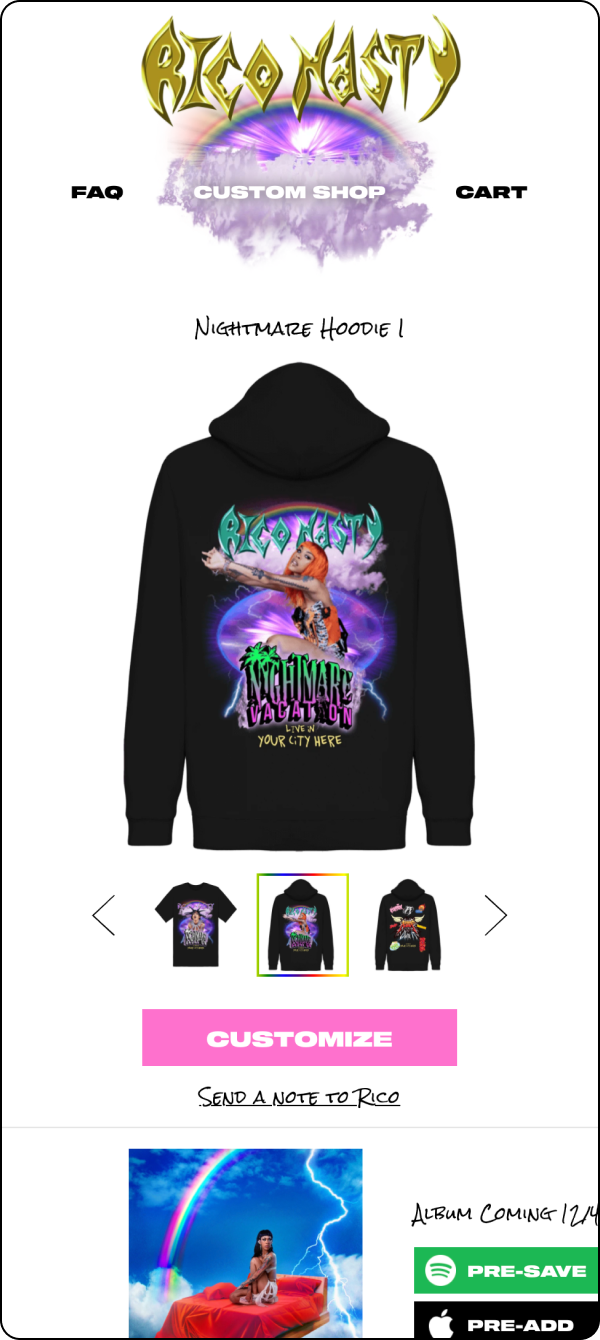 RICO NASTY
FAQ
CUSTOM SHOP
CART
Nightmare Hoodie 1
RICO NASTY
NIGHTMARE
VACATION
LIVE IN
YOUR CITY HERE
CUSTOMIZE
Send a note to Rico
Album Coming 12/4
PRE-SAVE
PRE-ADD